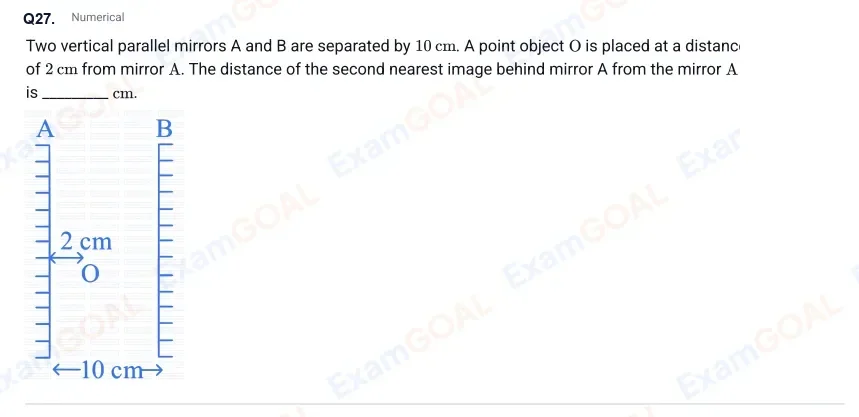 Q27. Numerical
Two vertical parallel mirrors A and B are separated by 10 cm. A point object O is placed at a distanc
of 2 cm from mirror A. The distance of the second nearest image behind mirror A from the mirror A
is ________ cm.
A B
2 cm
O
10 cm
ExamGOAL
ExamGOAL
ExamGOAL
ExamGOAL
ExamGOAL